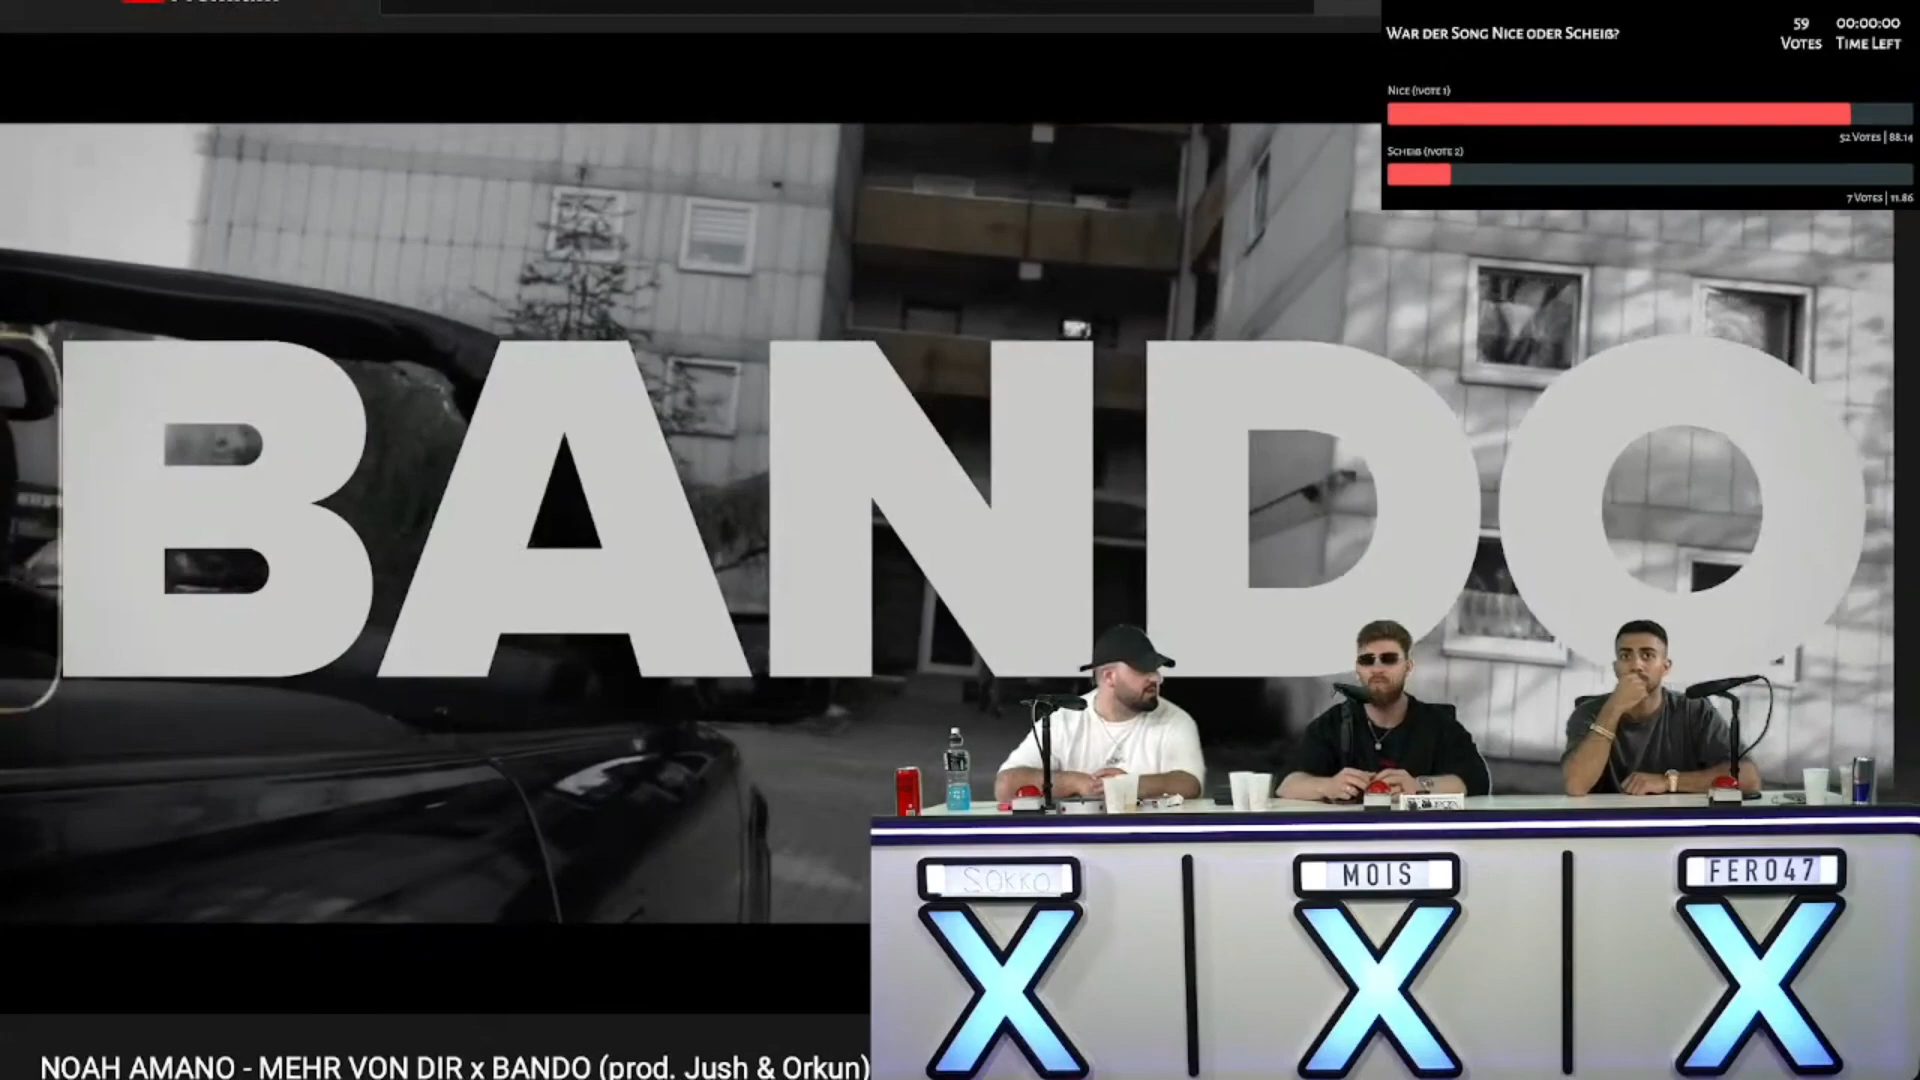 Premium
WAR DER SONG NICE ODER SCHEIß?
59
VOTES
00:00:00
TIME LEFT
NICE (!VOTE 1)
52 VOTES | 88.14
SCHEIß (!VOTE 2)
7 VOTES | 11.86
BANDO
SOKKO
MOIS
FERO47
NOAH AMANO - MEHR VON DIR x BANDO (prod. Jush & Orkun)